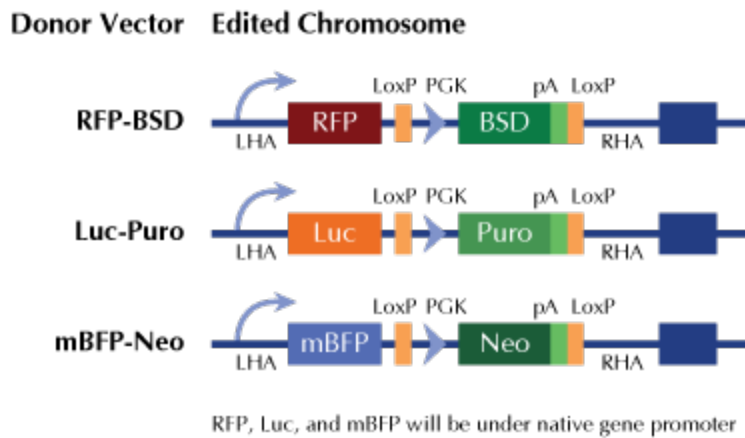 Donor Vector Edited Chromosome
LoxP PGK pA LoxP
RFP-BSD RFP BSD
LHA RHA
LoxP PGK pA LoxP
Luc-Puro Luc Puro
LHA RHA
LoxP PGK pA LoxP
mBFP-Neo mBFP Neo
LHA RHA
RFP, Luc, and mBFP will be under native gene promoter